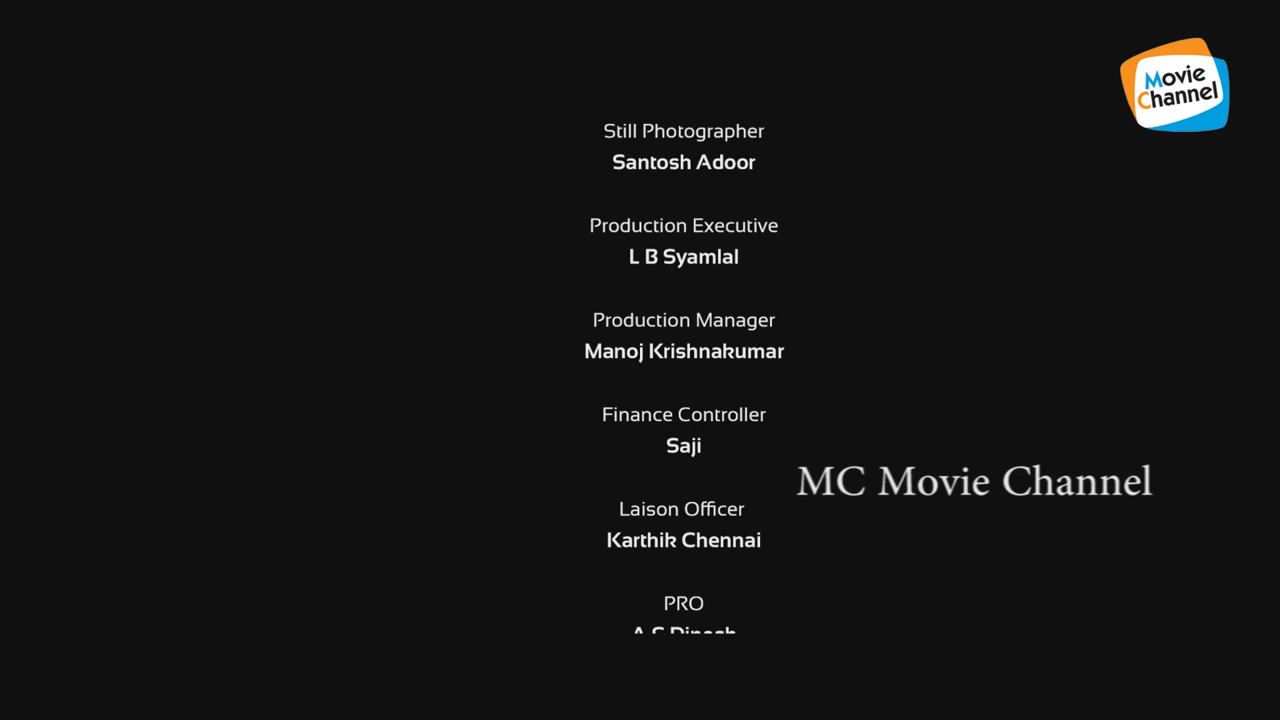 Movie
Channel
Still Photographer
Santosh Adoor
Production Executive
L B Syamlal
Production Manager
Manoj Krishnakumar
Finance Controller
Saji
MC Movie Channel
Laison Officer
Karthik Chennai
PRO
A S Dinesh